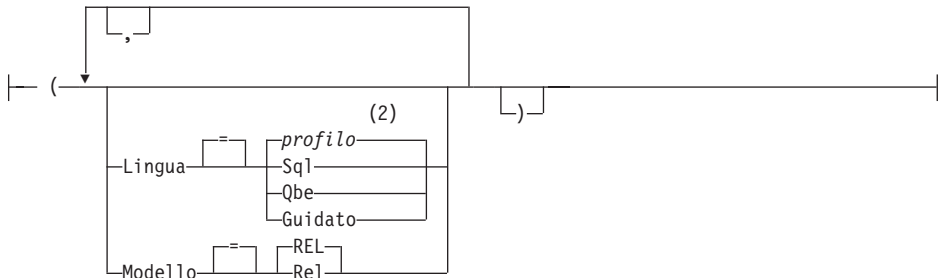 ,
(
(2)
)
= profilo
Lingua Sql
Qbe
Guidato
= REL
Modello Rel